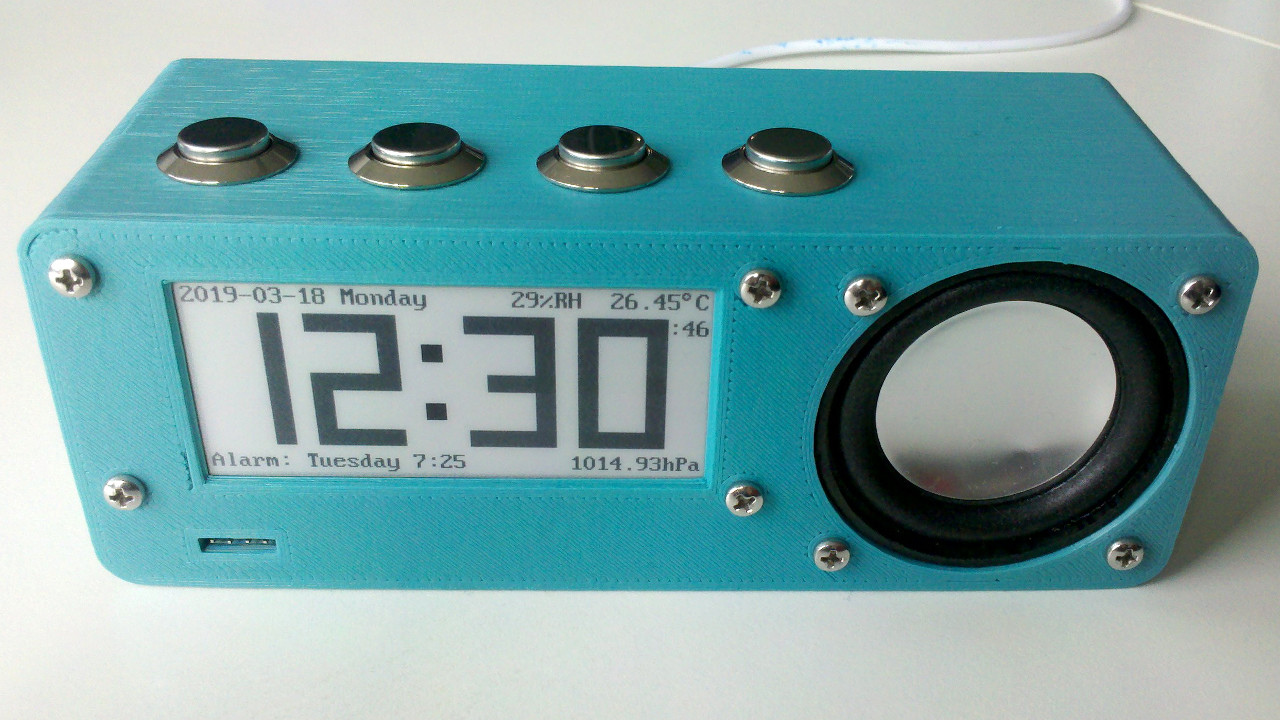 2019-03-18 Monday 29%RH 26.45°C
12:30:46
Alarm: Tuesday 7:25 1014.93hPa